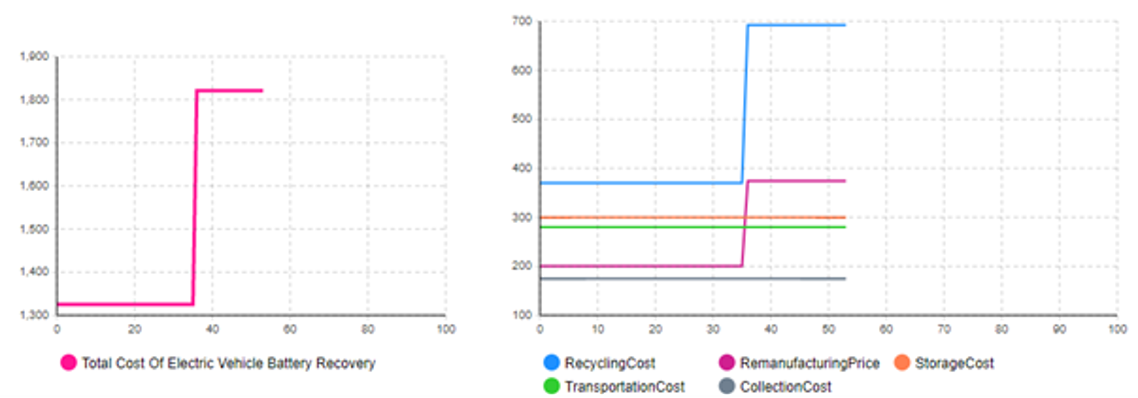 1,900
1,800
1,700
1,600
1,500
1,400
1,300
0 20 40 60 80 100
Total Cost Of Electric Vehicle Battery Recovery
700
600
500
400
300
200
100
0 10 20 30 40 50 60 70 80 90 100
RecyclingCost RemanufacturingPrice StorageCost
TransportationCost CollectionCost